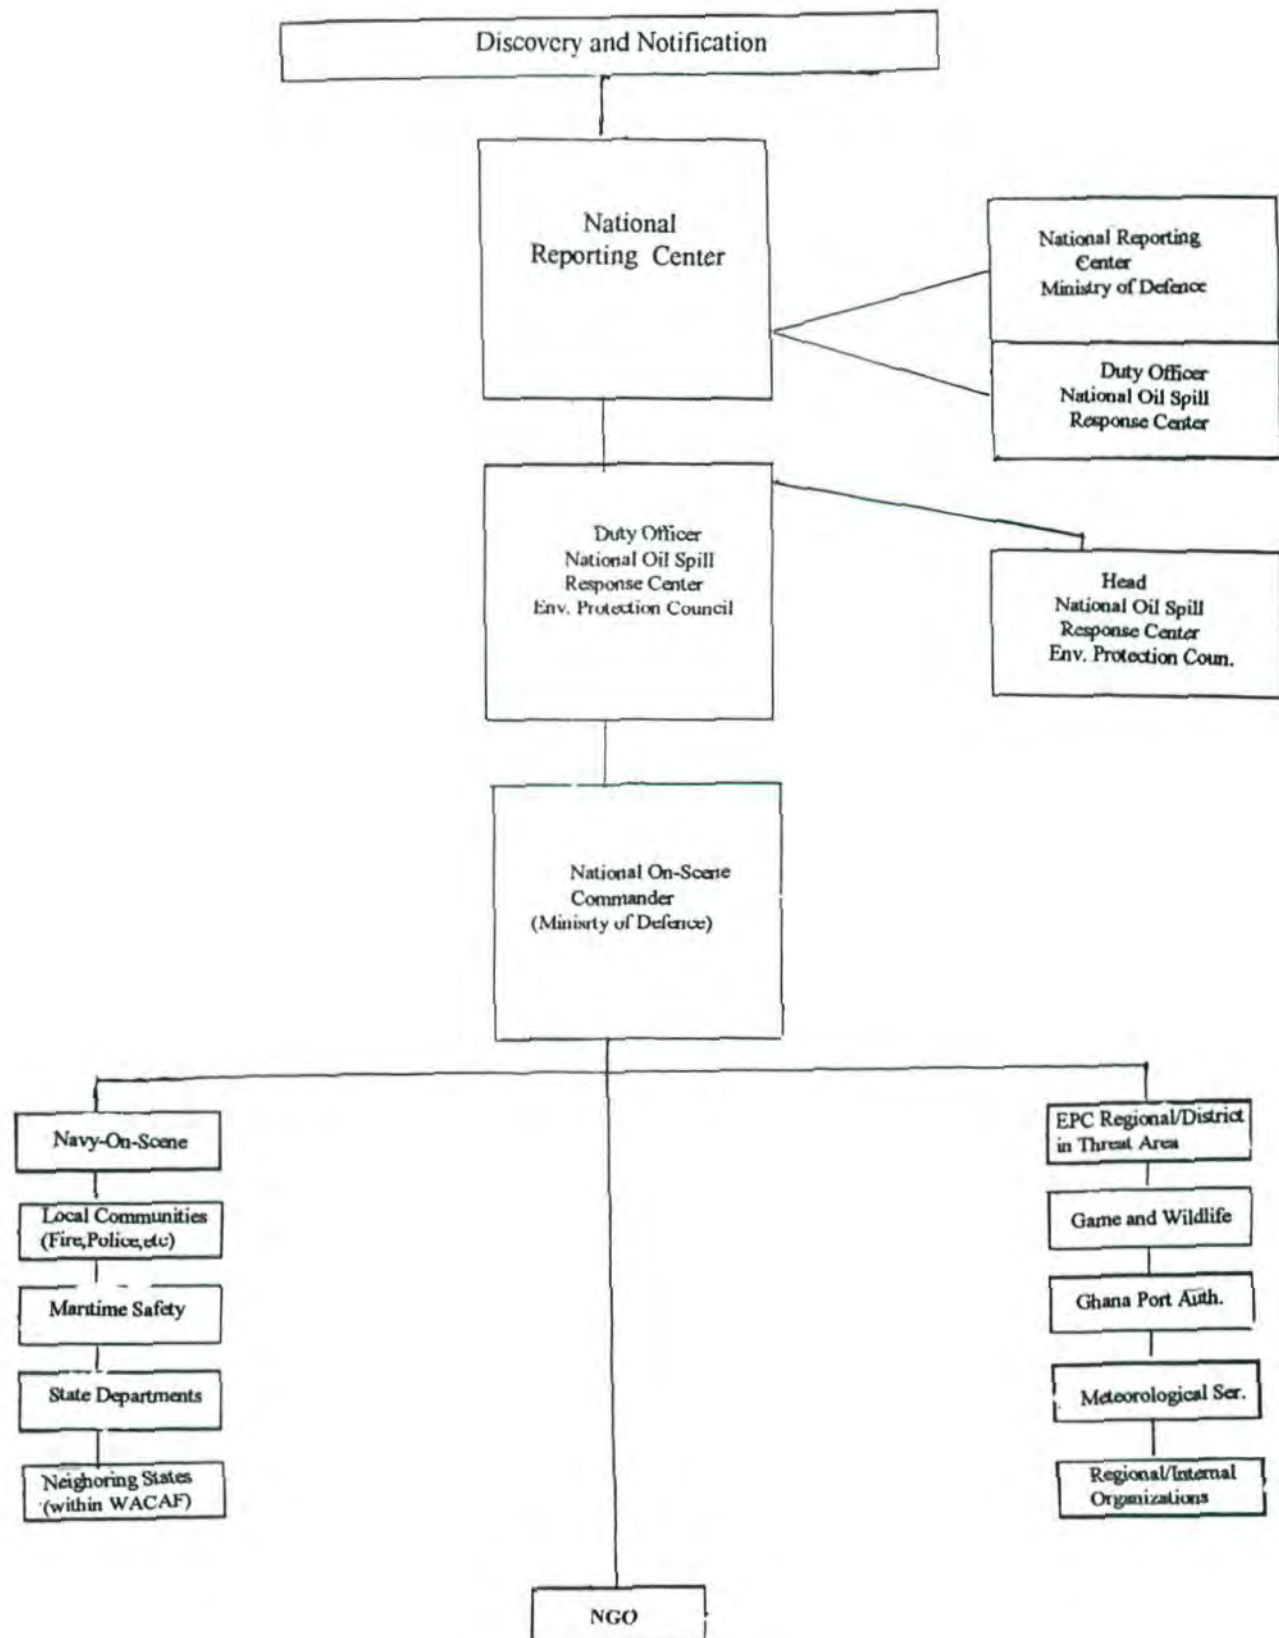 Discovery and Notification
National
Reporting Center
National Reporting
Center
Ministry of Defence
Duty Officer
National Oil Spill
Response Center
Duty Officer
National Oil Spill
Response Center
Env. Protection Council
Head
National Oil Spill
Response Center
Env. Protection Coun.
National On-Scene
Commander
(Minisrty of Defence)
Navy-On-Scene
Local Communities
(Fire,Police,etc)
Maritime Safety
State Departments
Neighoring States
(within WACAF)
EPC Regional/District
in Threat Area
Game and Wildlife
Ghana Port Auth.
Meteorological Ser.
Regional/Internal
Organizations
NGO